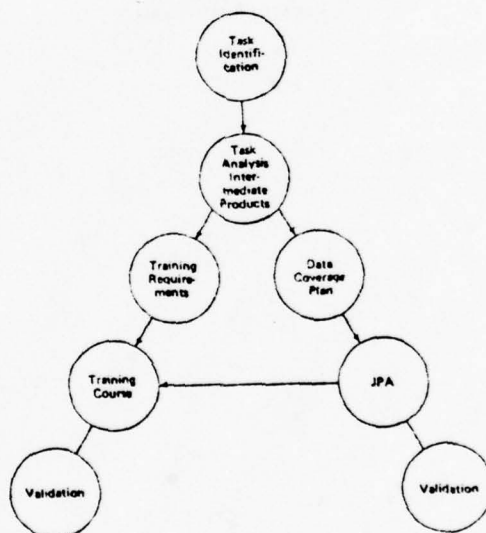 Task
Identifi-
cation
Task
Analysis
Inter-
mediate
Products
Training
Require-
ments
Data
Coverage
Plan
Training
Course
JPA
Validation
Validation